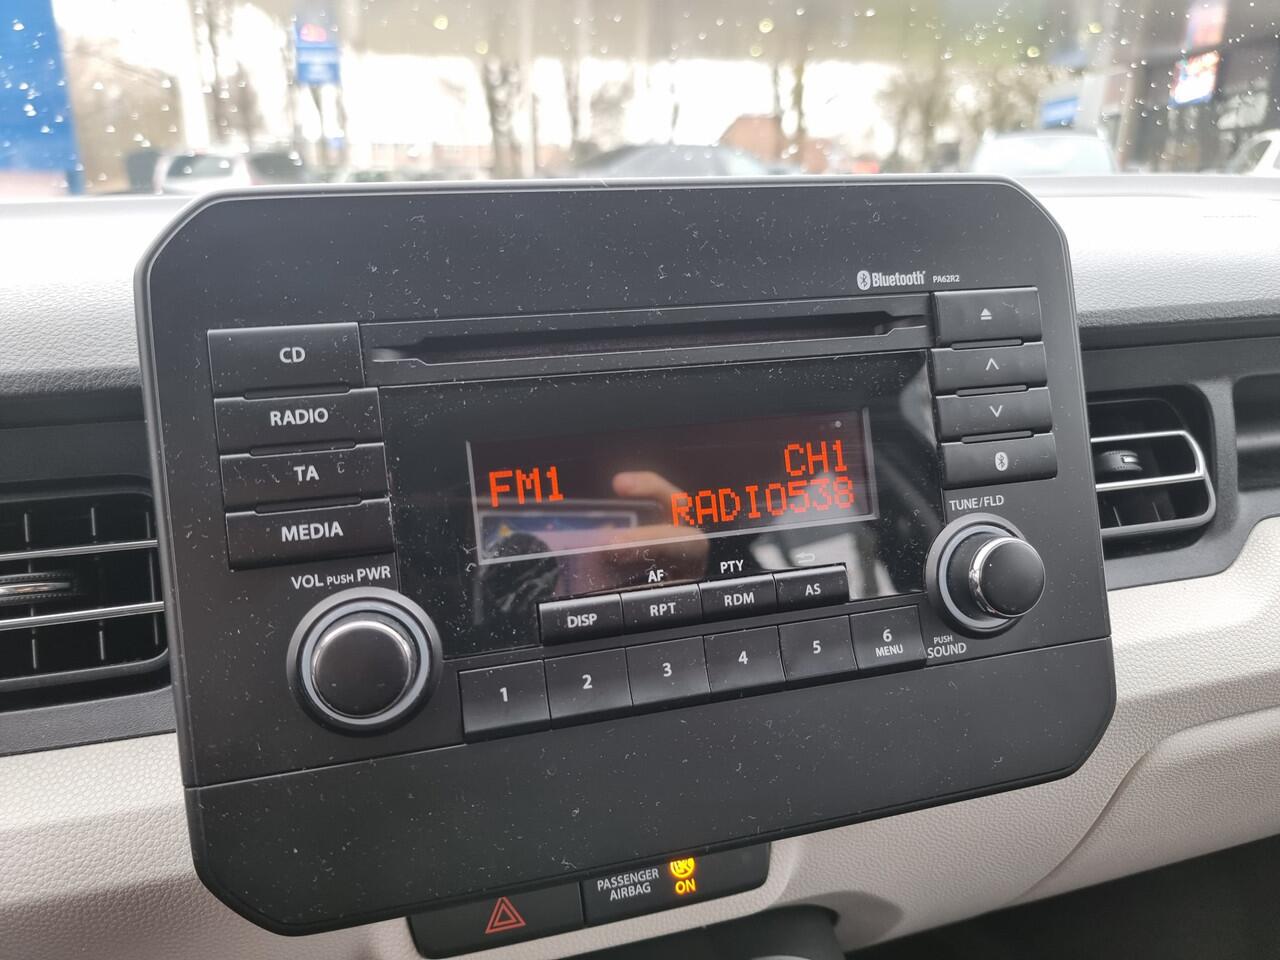 Bluetooth PA62R2
CD
RADIO
TA
MEDIA
VOL PUSH PWR
FM1
CH1
RADIO538
AF
PTY
DISP
RPT
RDM
AS
1
2
3
4
5
6
MENU
TUNE/FLD
PUSH
SOUND
PASSENGER
AIRBAG
ON